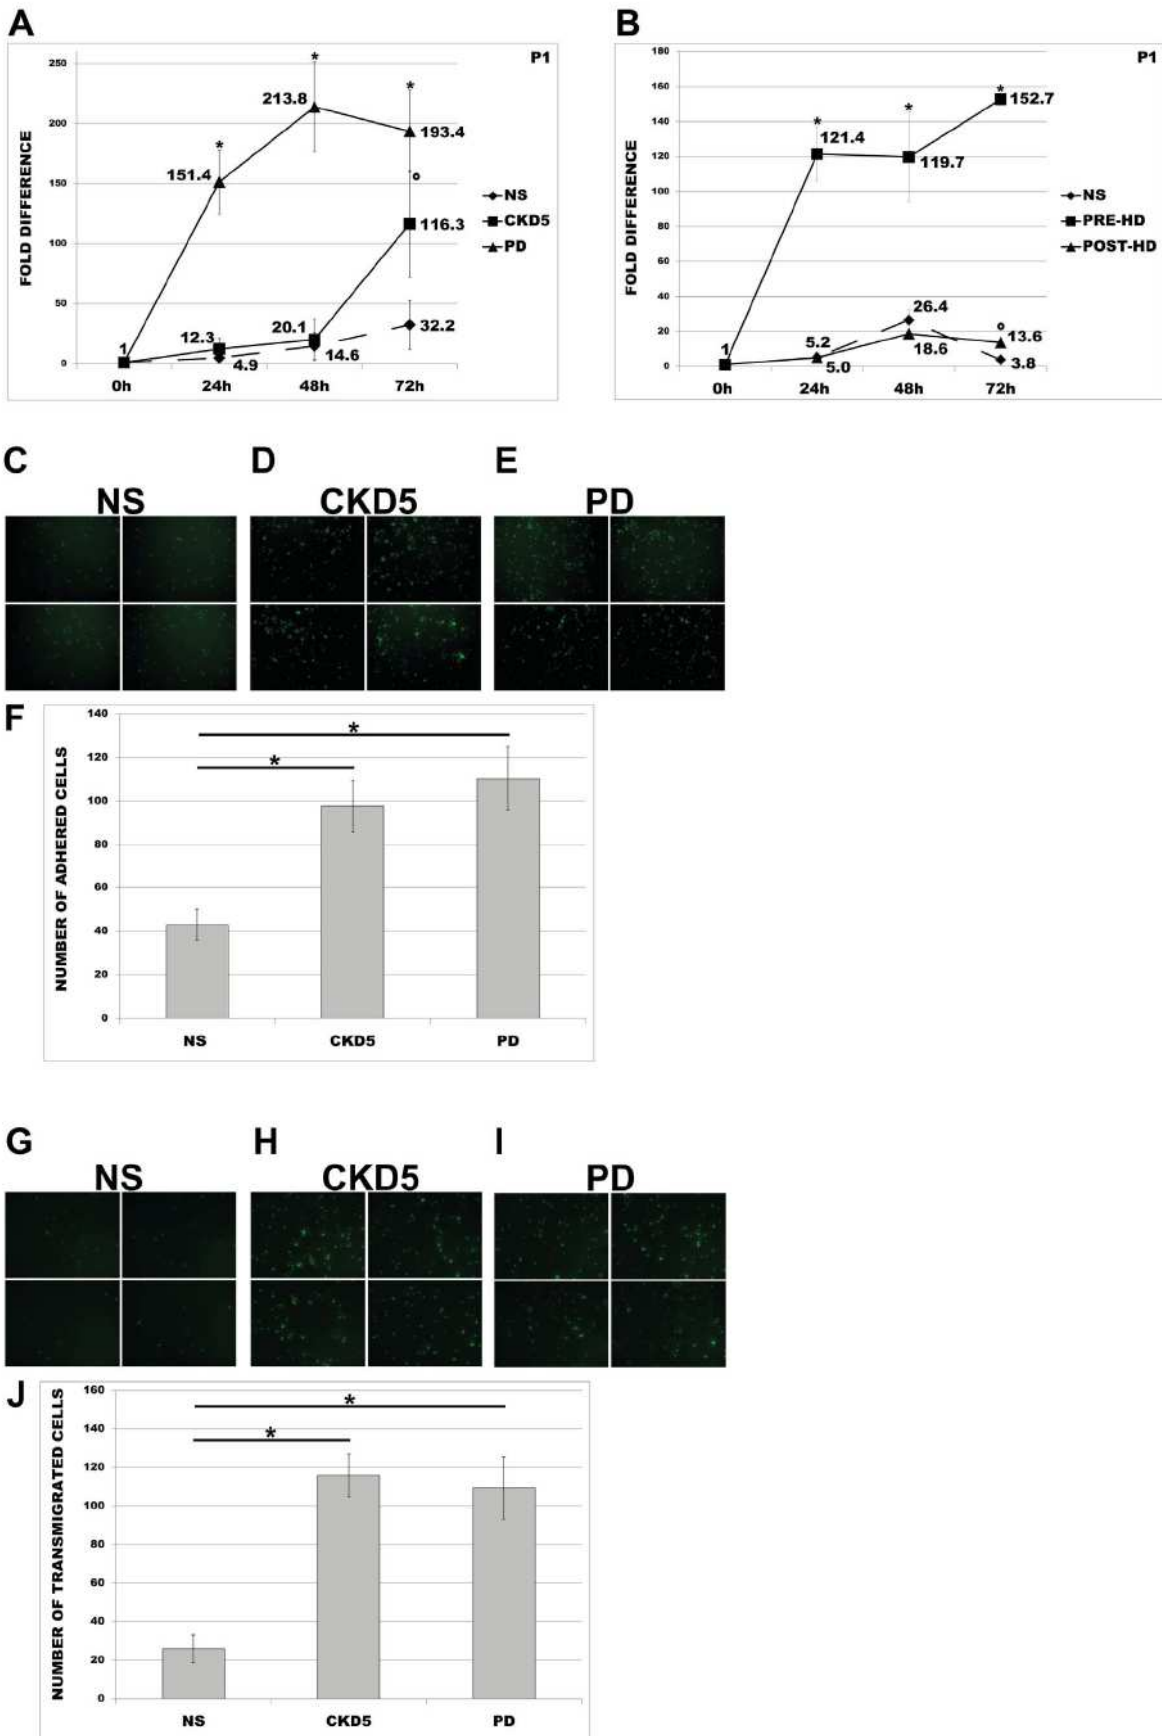 A
B
P1
250
200
150
100
50
0
FOLD DIFFERENCE
*
*
*
°
151.4
213.8
193.4
116.3
1
12.3
20.1
32.2
4.9
14.6
0h
24h
48h
72h
NS
CKD5
PD
P1
180
160
140
120
100
80
60
40
20
0
FOLD DIFFERENCE
*
*
*
121.4
119.7
152.7
26.4
°
1
5.2
5.0
18.6
13.6
3.8
0h
24h
48h
72h
NS
PRE-HD
POST-HD
C
D
E
NS
CKD5
PD
F
140
120
100
80
60
40
20
0
NUMBER OF ADHERED CELLS
*
*
NS
CKD5
PD
G
H
I
NS
CKD5
PD
J
160
140
120
100
80
60
40
20
0
NUMBER OF TRANSMIGRATED CELLS
*
*
NS
CKD5
PD